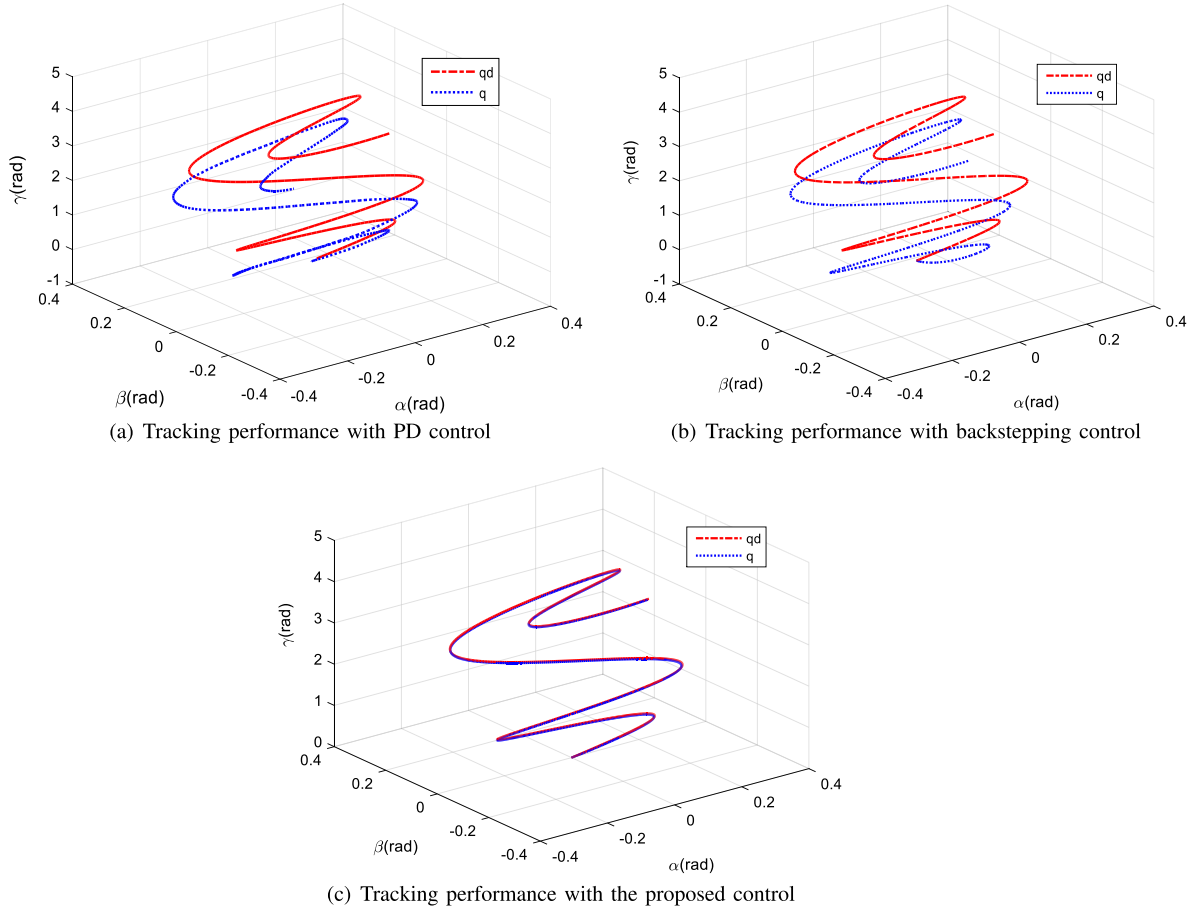 5
4
3
2
1
0
-1
γ(rad)
0.4
0.2
0
-0.2
-0.4
β(rad)
-0.4
-0.2
0
0.2
0.4
α(rad)
qd
q
(a) Tracking performance with PD control
5
4
3
2
1
0
-1
γ(rad)
0.4
0.2
0
-0.2
-0.4
β(rad)
-0.4
-0.2
0
0.2
0.4
α(rad)
qd
q
(b) Tracking performance with backstepping control
5
4
3
2
1
0
γ(rad)
0.4
0.2
0
-0.2
-0.4
β(rad)
-0.4
-0.2
0
0.2
0.4
α(rad)
qd
q
(c) Tracking performance with the proposed control